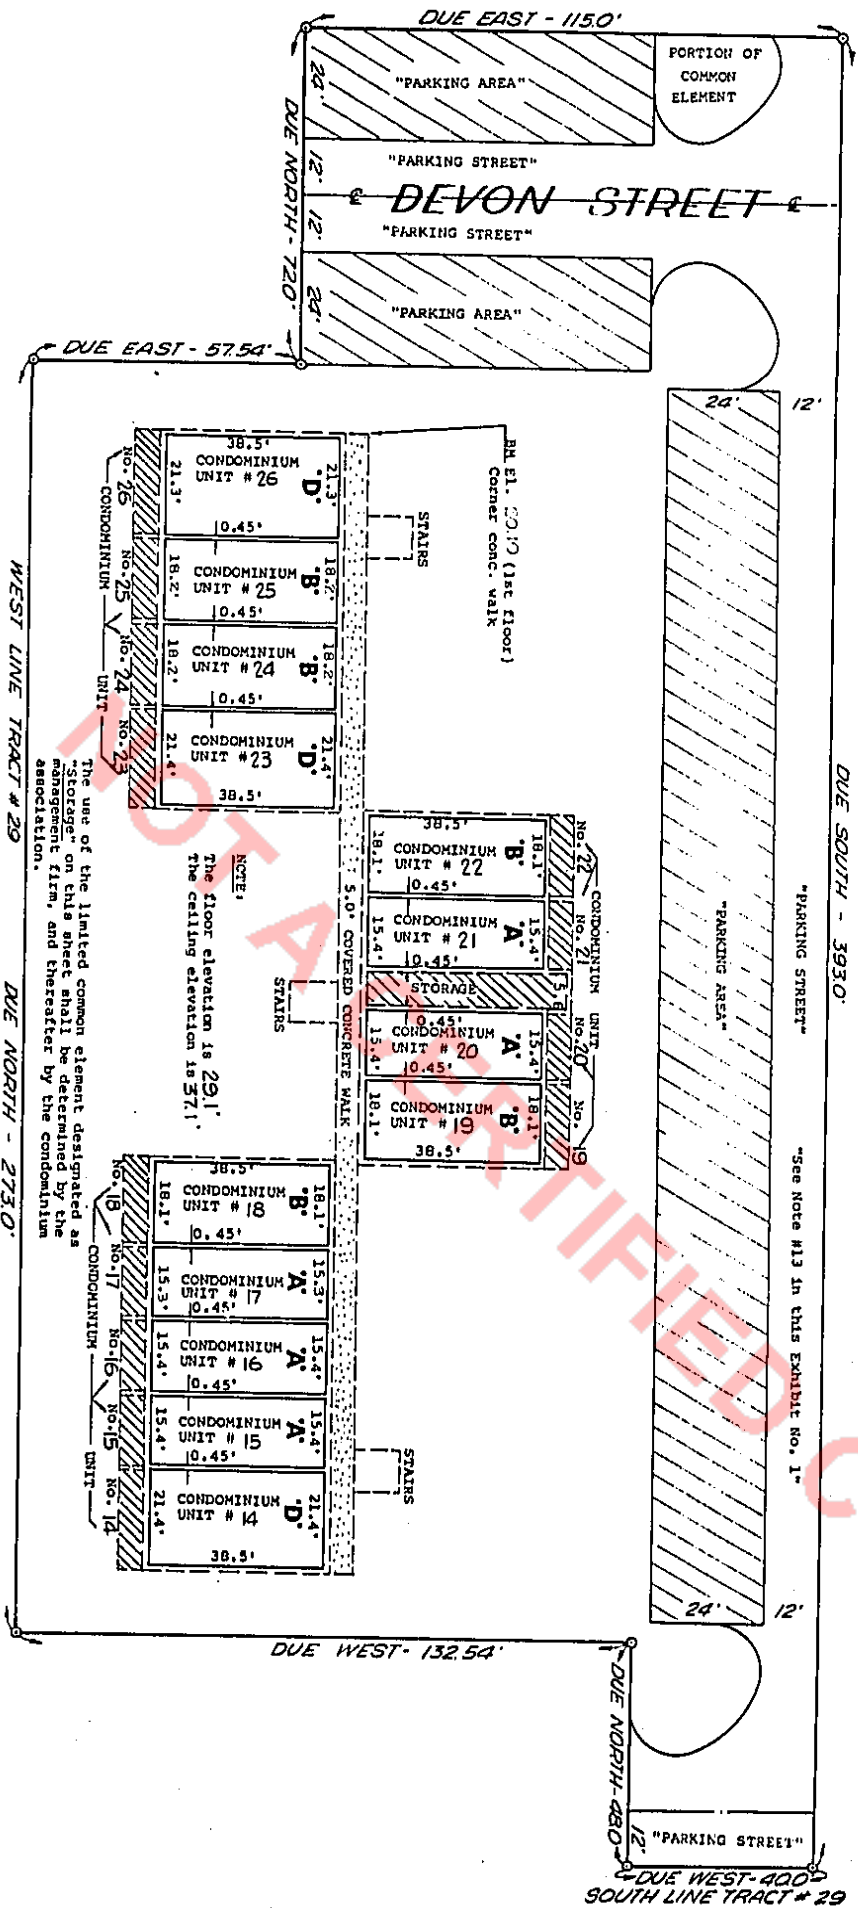 DUE EAST - 115.0'
PORTION OF
COMMON
ELEMENT
"PARKING AREA"
24'
"PARKING STREET"
12'
DEVON STREET
12'
"PARKING STREET"
DUE NORTH - 72.0'
"PARKING AREA"
24'
DUE EAST - 57.54'
24'
12'
BM El. (1st floor)
Corner conc. walk
STAIRS
38.5'
CONDOMINIUM
UNIT # 26
"D"
21.3'
21.3'
0.45'
CONDOMINIUM
UNIT # 25
"B"
18.2'
18.2'
0.45'
CONDOMINIUM
UNIT # 24
"B"
18.2'
18.2'
0.45'
CONDOMINIUM
UNIT # 23
"D"
21.4'
21.4'
38.5'
No. 26
No. 25
No. 24
No. 23
CONDOMINIUM UNIT
38.5'
CONDOMINIUM
UNIT # 22
"B"
18.1'
18.1'
0.45'
CONDOMINIUM
UNIT # 21
"A"
15.4'
15.4'
0.45'
STORAGE
5.6'
0.45'
CONDOMINIUM
UNIT # 20
"A"
15.4'
15.4'
0.45'
CONDOMINIUM
UNIT # 19
"B"
18.1'
18.1'
38.5'
No. 22
No. 21
No. 20
No. 19
CONDOMINIUM UNIT
5.0' COVERED CONCRETE WALK
STAIRS
NOTE:
The floor elevation is 29.1'
The ceiling elevation is 37.1'.
The use of the limited common element designated as
"Storage" on this sheet shall be determined by the
management firm, and thereafter by the condominium
association.
38.5'
CONDOMINIUM
UNIT # 18
"B"
18.1'
18.1'
0.45'
CONDOMINIUM
UNIT # 17
"A"
15.3'
15.3'
0.45'
CONDOMINIUM
UNIT # 16
"A"
15.4'
15.4'
0.45'
CONDOMINIUM
UNIT # 15
"A"
15.4'
15.4'
0.45'
CONDOMINIUM
UNIT # 14
"D"
21.4'
21.4'
38.5'
No. 18
No. 17
No. 16
No. 15
No. 14
CONDOMINIUM UNIT
STAIRS
WEST LINE TRACT # 29
DUE NORTH - 273.0'
DUE SOUTH - 393.0'
"PARKING STREET"
"PARKING AREA"
"See Note #13 in this Exhibit No. 1"
24'
12'
DUE WEST - 132.54'
DUE NORTH - 48.0'
12'
"PARKING STREET"
DUE WEST - 40.0'
SOUTH LINE TRACT # 29
NOT A CERTIFIED C